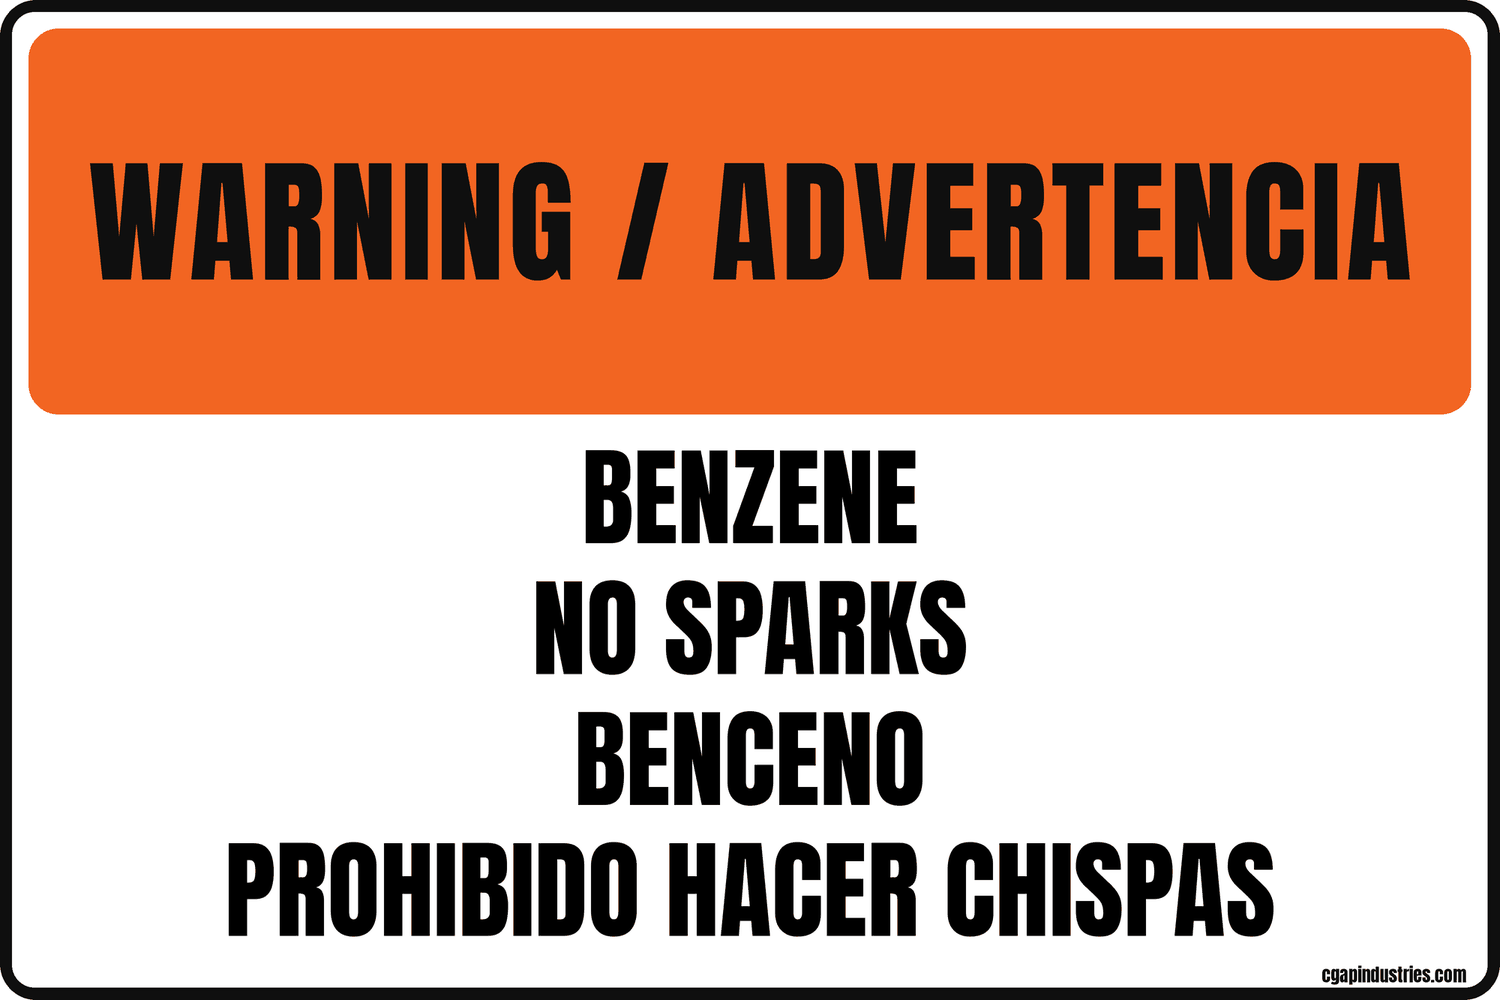 WARNING / ADVERTENCIA
BENZENE
NO SPARKS
BENCENO
PROHIBIDO HACER CHISPAS
cgapindustries.com